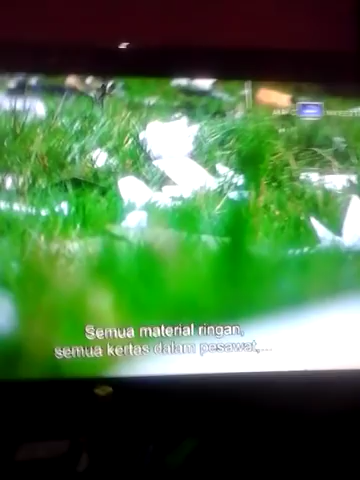 Semua material ringan,
semua kertas dalam pesawat,...